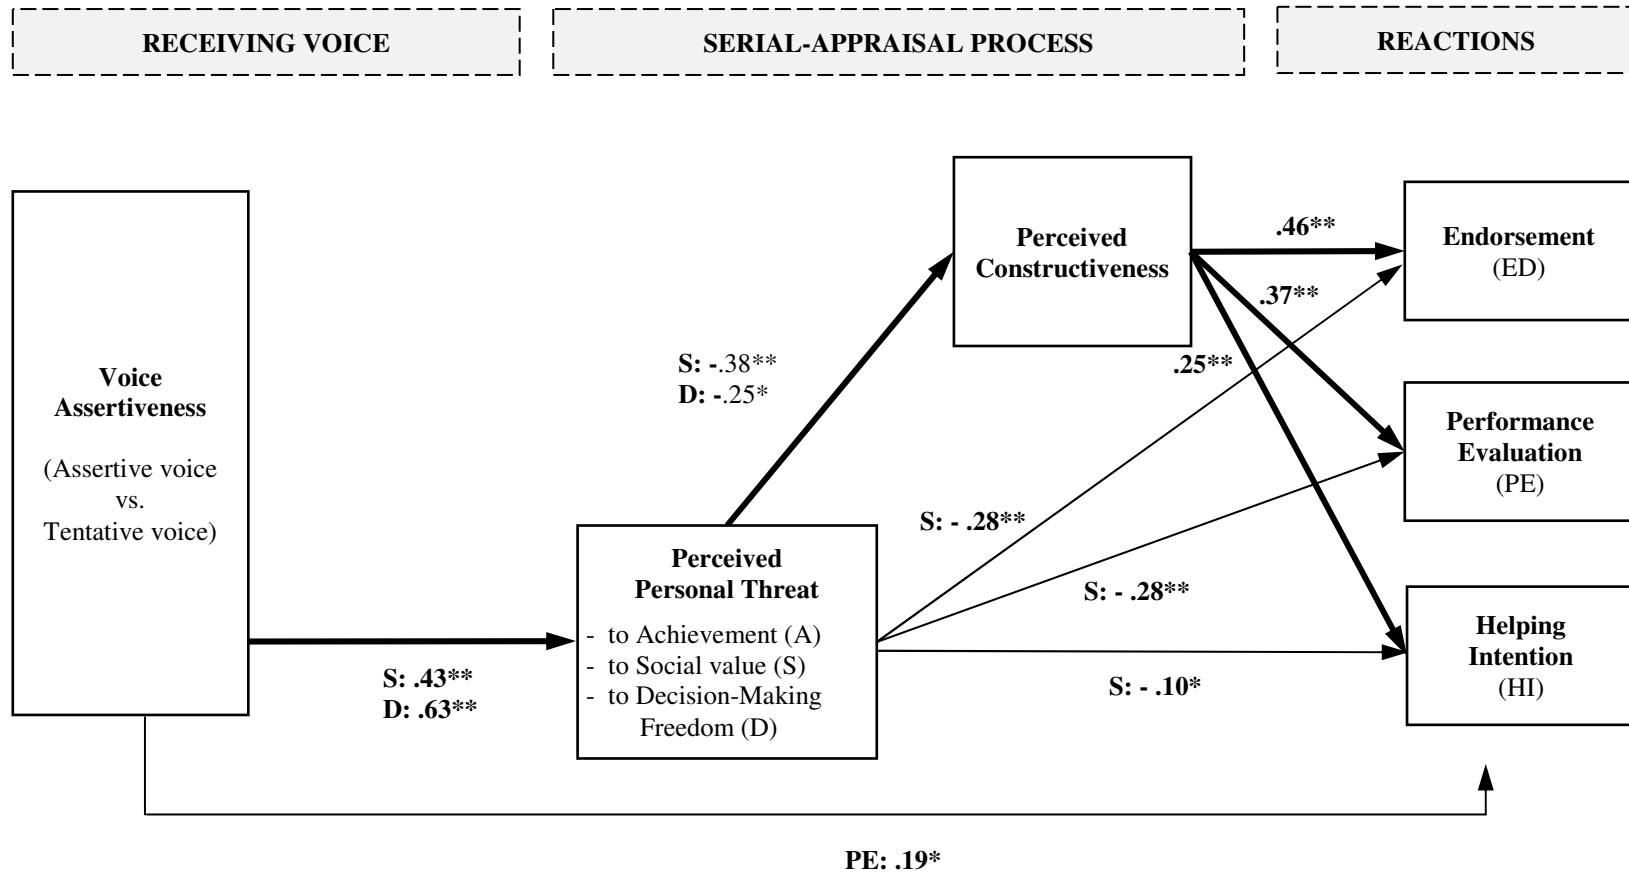 RECEIVING VOICE
SERIAL-APPRAISAL PROCESS
REACTIONS
Voice
Assertiveness
(Assertive voice
vs.
Tentative voice)
S: .43**
D: .63**
Perceived
Personal Threat
- to Achievement (A)
- to Social value (S)
- to Decision-Making
Freedom (D)
S: -.38**
D: -.25*
Perceived
Constructiveness
.46**
.37**
.25**
S: - .28**
S: - .28**
S: - .10*
Endorsement
(ED)
Performance
Evaluation
(PE)
Helping
Intention
(HI)
PE: .19*